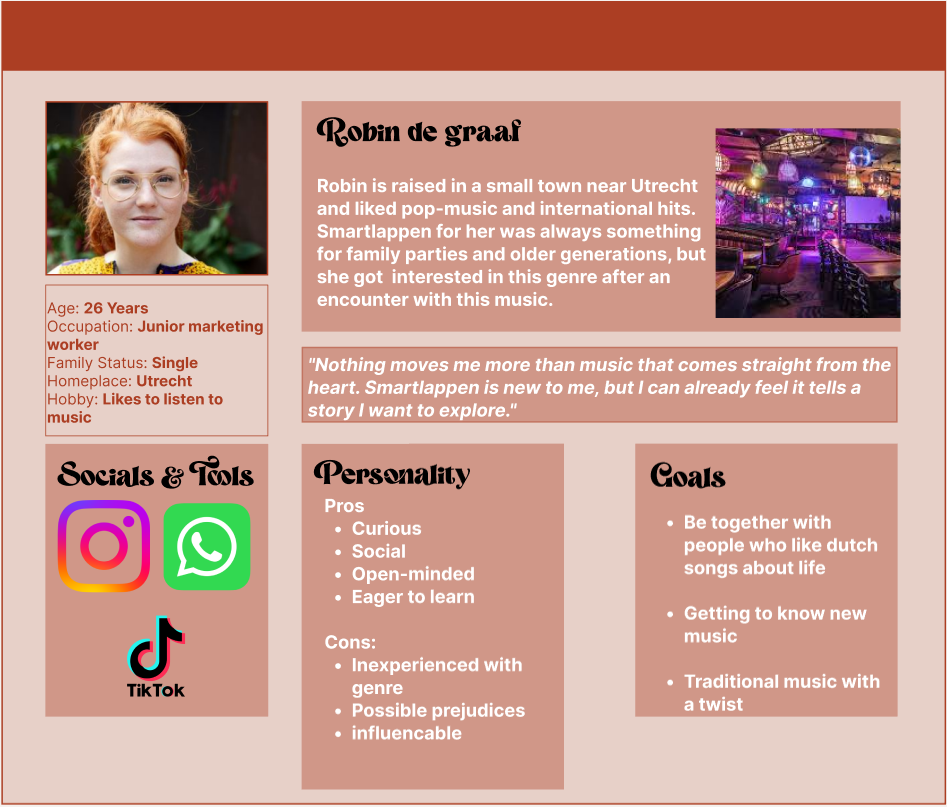 Robin de graaf
Robin is raised in a small town near Utrecht
and liked pop-music and international hits.
Smartlappen for her was always something
for family parties and older generations, but
she got  interested in this genre after an
encounter with this music.
Age: 26 Years
Occupation: Junior marketing
worker
Family Status: Single
Homeplace: Utrecht
Hobby: Likes to listen to
music
"Nothing moves me more than music that comes straight from the
heart. Smartlappen is new to me, but I can already feel it tells a
story I want to explore."
Socials & Tools
TikTok
Personality
Pros
• Curious
• Social
• Open-minded
• Eager to learn
Cons:
• Inexperienced with
genre
• Possible prejudices
• influencable
Goals
• Be together with
people who like dutch
songs about life
• Getting to know new
music
• Traditional music with
a twist